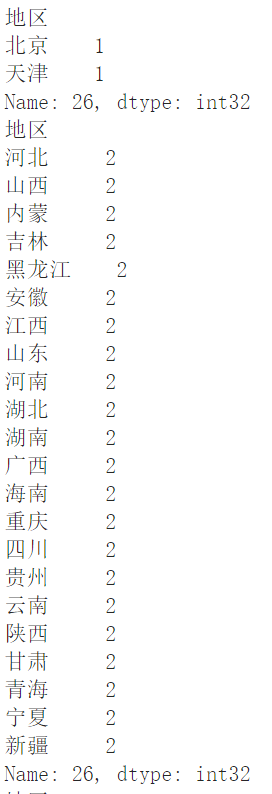 地区
北京    1
天津    1
Name: 26, dtype: int32
地区
河北     2
山西     2
内蒙     2
吉林     2
黑龙江    2
安徽     2
江西     2
山东     2
河南     2
湖北     2
湖南     2
广西     2
海南     2
重庆     2
四川     2
贵州     2
云南     2
陕西     2
甘肃     2
青海     2
宁夏     2
新疆     2
Name: 26, dtype: int32